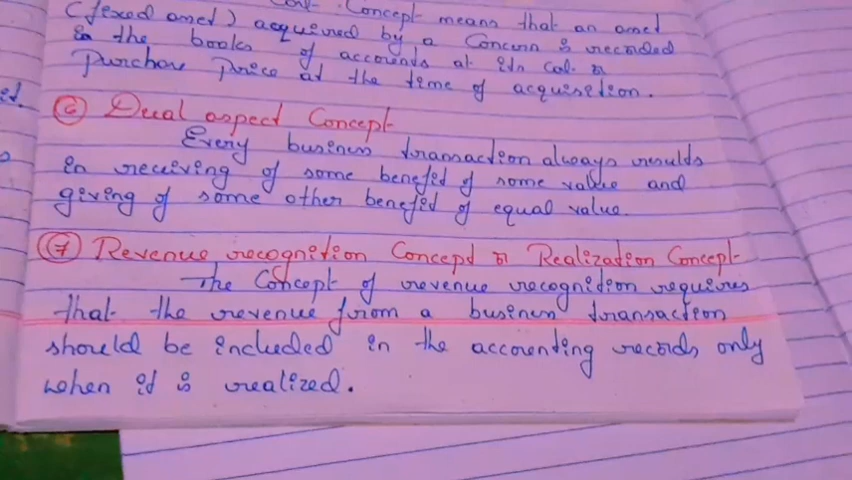 Cost Concept means that an asset
(fixed asset) acquired by a Concern is recorded
in the books of accounts at its Cost or
Purchase Price at the time of acquisition.
6 Dual aspect Concept
Every business transaction always results
in receiving of some benefit of some value and
giving of some other benefit of equal value.
7 Revenue recognition Concept or Realization Concept
The Concept of revenue recognition requires
that the revenue from a business transaction
should be included in the accounting records only
when it is realized.